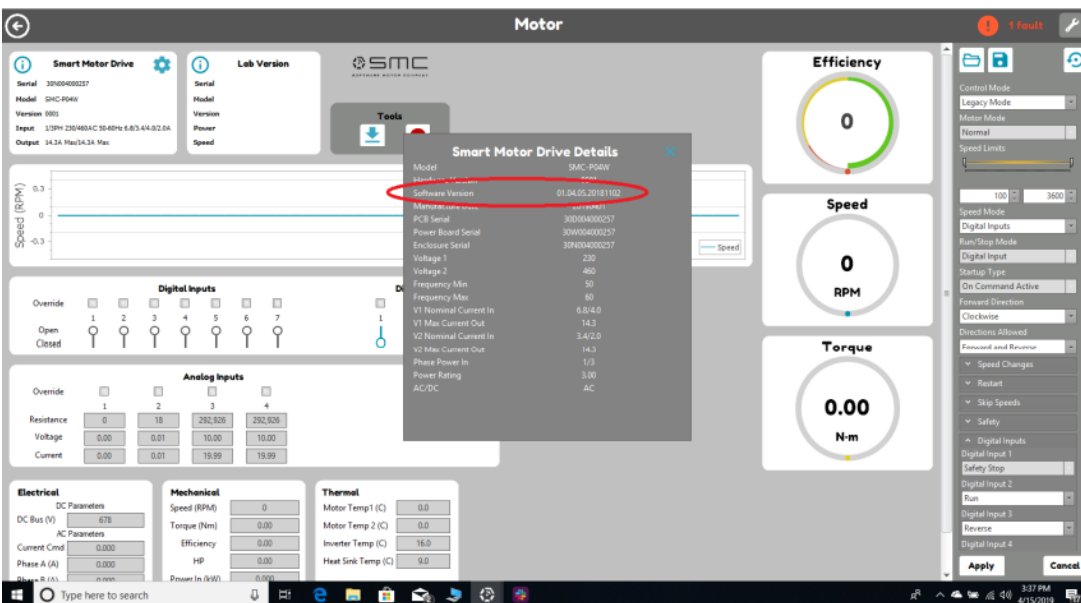 Motor
1 fault
Smart Motor Drive
Serial 30N004000257
Model SMC-P04W
Version 0001
Input 1/3PH 230/460AC 50-60Hz 6.8/3.4/4.0/2.0A
Output 14.3A Max/14.3A Max
Lab Version
Serial
Model
Version
Power
Speed
SMC
SOFTWARE MOTOR COMPANY
Tools
Speed (RdM)
0.3
0
-0.3
Speed
Digital Inputs
Override
1 2 3 4 5 6 7
Open
Closed
1
Analog Inputs
Override
1 2 3 4
Resistance 0 18 292,926 292,926
Voltage 0.00 0.01 10.00 10.00
Current 0.00 0.01 19.99 19.99
Electrical
DC Parameters
DC Bus (V) 678
AC Parameters
Current Cmd 0.000
Phase A (A) 0.000
Phase B (A) 0.000
Mechanical
Speed (RPM) 0
Torque (Nm) 0.00
Efficiency 0.00
HP 0.00
Power In (kW) 0.000
Thermal
Motor Temp1 (C) 0.0
Motor Temp 2 (C) 0.0
Inverter Temp (C) 16.0
Heat Sink Temp (C) 9.0
Smart Motor Drive Details
Model SMC-P04W
Software Version 01.04.05.20181102
PCB Serial 30D004000257
Power Board Serial 30W004000257
Enclosure Serial 30N004000257
Voltage 1 230
Voltage 2 460
Frequency Min 50
Frequency Max 60
V1 Nominal Current In 6.8/4.0
V1 Max Current Out 14.3
V2 Nominal Current In 3.4/2.0
V2 Max Current Out 14.3
Phase Power In 1/3
Power Rating 3.00
AC/DC AC
Efficiency
0
Speed
0
RPM
Torque
0.00
N-m
Control Mode
Legacy Mode
Motor Mode
Normal
Speed Limits
100 3600
Speed Mode
Digital Inputs
Run/Stop Mode
Digital Input
Startup Type
On Command Active
Forward Direction
Clockwise
Directions Allowed
Forward and Reverse
Speed Changes
Restart
Skip Speeds
Safety
Digital Inputs
Digital Input 1
Safety Stop
Digital Input 2
Run
Digital Input 3
Reverse
Digital Input 4
Apply Cancel
Type here to search
3:37 PM
4/15/2019